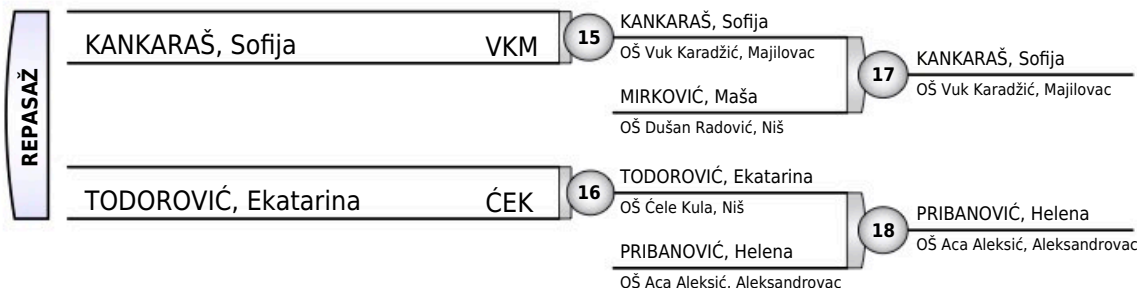 REPASAŽ
KANKARAŠ, Sofija VKM
15
KANKARAŠ, Sofija
OŠ Vuk Karadžić, Majilovac
MIRKOVIĆ, Maša
OŠ Dušan Radović, Niš
17
KANKARAŠ, Sofija
OŠ Vuk Karadžić, Majilovac
TODOROVIĆ, Ekatarina ĆEK
16
TODOROVIĆ, Ekatarina
OŠ Ćele Kula, Niš
PRIBANOVIĆ, Helena
OŠ Aca Aleksić, Aleksandrovac
18
PRIBANOVIĆ, Helena
OŠ Aca Aleksić, Aleksandrovac